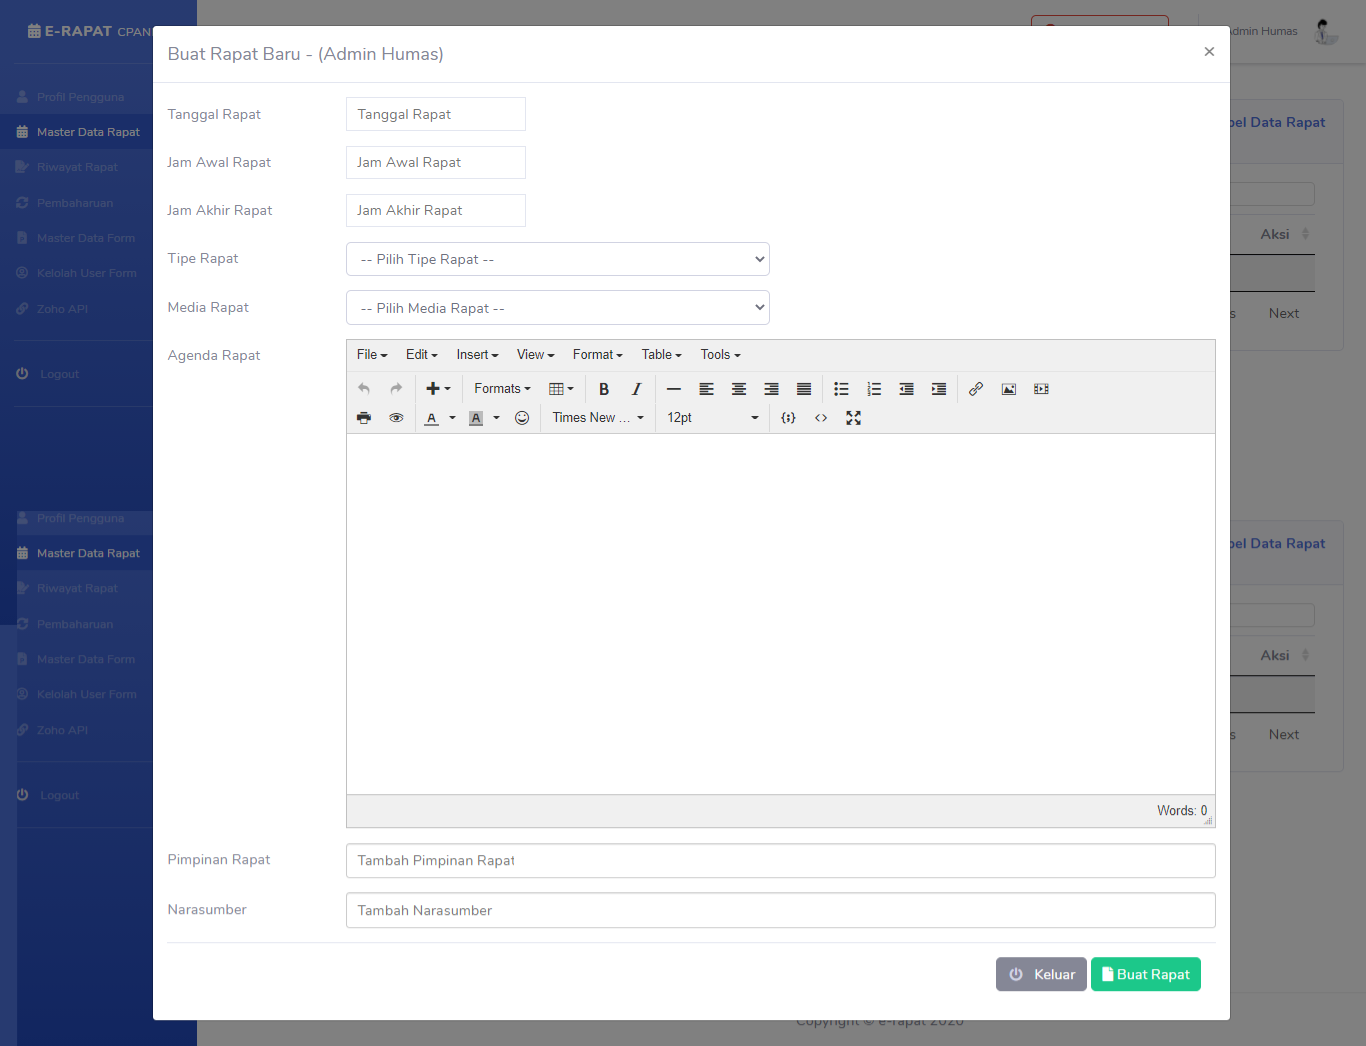 E-RAPAT CPAN
Admin Humas
Profil Pengguna
Master Data Rapat
Riwayat Rapat
Pembaharuan
Master Data Form
Kelolah User Form
Zoho API
Logout
Profil Pengguna
Master Data Rapat
Riwayat Rapat
Pembaharuan
Master Data Form
Kelolah User Form
Zoho API
Logout
Buat Rapat Baru - (Admin Humas)
×
Tanggal Rapat
Tanggal Rapat
Jam Awal Rapat
Jam Awal Rapat
Jam Akhir Rapat
Jam Akhir Rapat
Tipe Rapat
-- Pilih Tipe Rapat --
Media Rapat
-- Pilih Media Rapat --
Agenda Rapat
File Edit Insert View Format Table Tools
Formats B I
A A Times New ... 12pt
Words: 0
Pimpinan Rapat
Tambah Pimpinan Rapat
Narasumber
Tambah Narasumber
Keluar
Buat Rapat
Data Rapat
Aksi
Next
Data Rapat
Aksi
Next
Copyright © e-rapat 2020